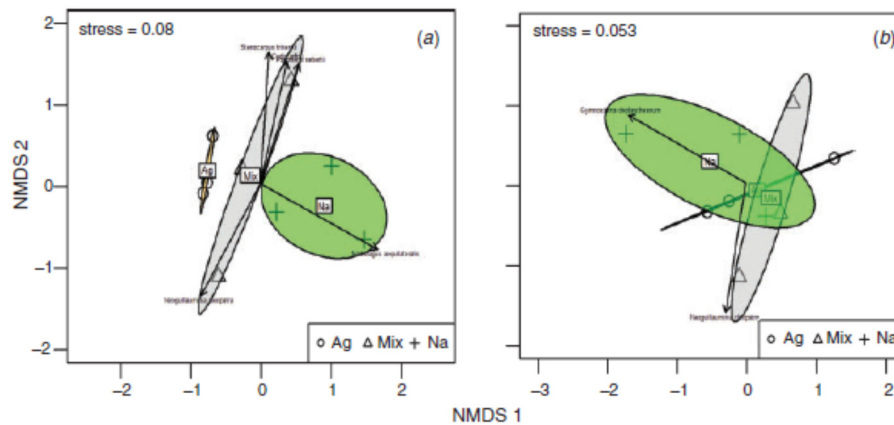 stress = 0.08
(a)
NMDS 2
2
1
0
−1
−2
Ag
Mix
Na
Ag Mix Na
−2 −1 0 1 2
stress = 0.053
(b)
Na
Mix
Ag Mix Na
−3 −2 −1 0 1 2
NMDS 1